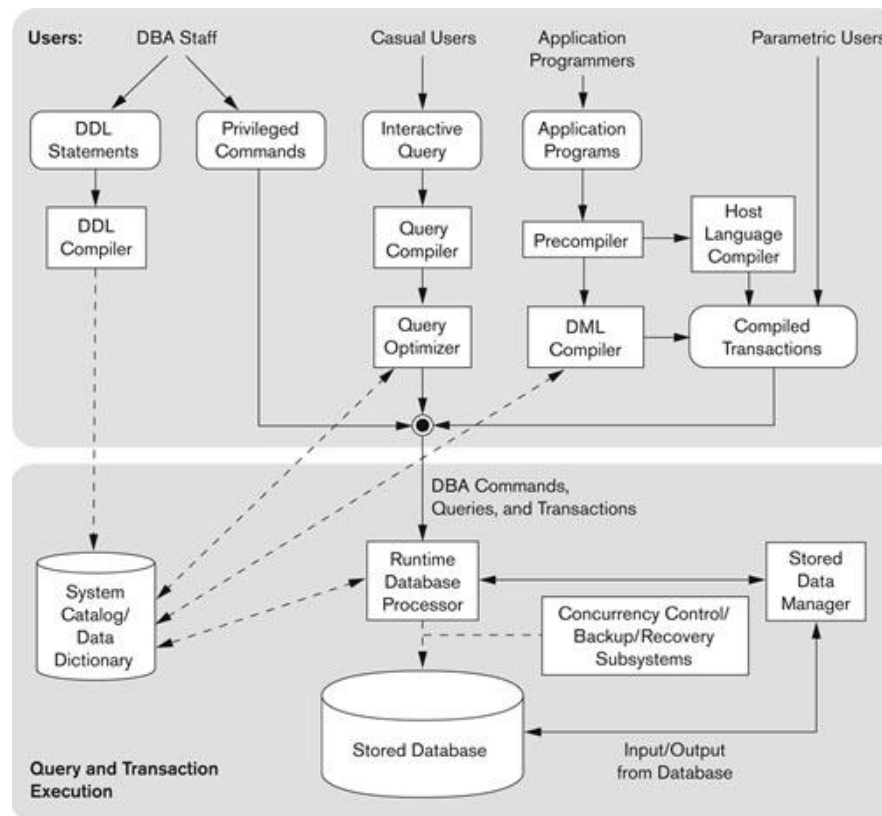 Users:
DBA Staff
Casual Users
Application
Programmers
Parametric Users
DDL
Statements
Privileged
Commands
Interactive
Query
Application
Programs
DDL
Compiler
Query
Compiler
Precompiler
Host
Language
Compiler
Query
Optimizer
DML
Compiler
Compiled
Transactions
DBA Commands,
Queries, and Transactions
System
Catalog/
Data
Dictionary
Runtime
Database
Processor
Stored
Data
Manager
Concurrency Control/
Backup/Recovery
Subsystems
Stored Database
Input/Output
from Database
Query and Transaction
Execution